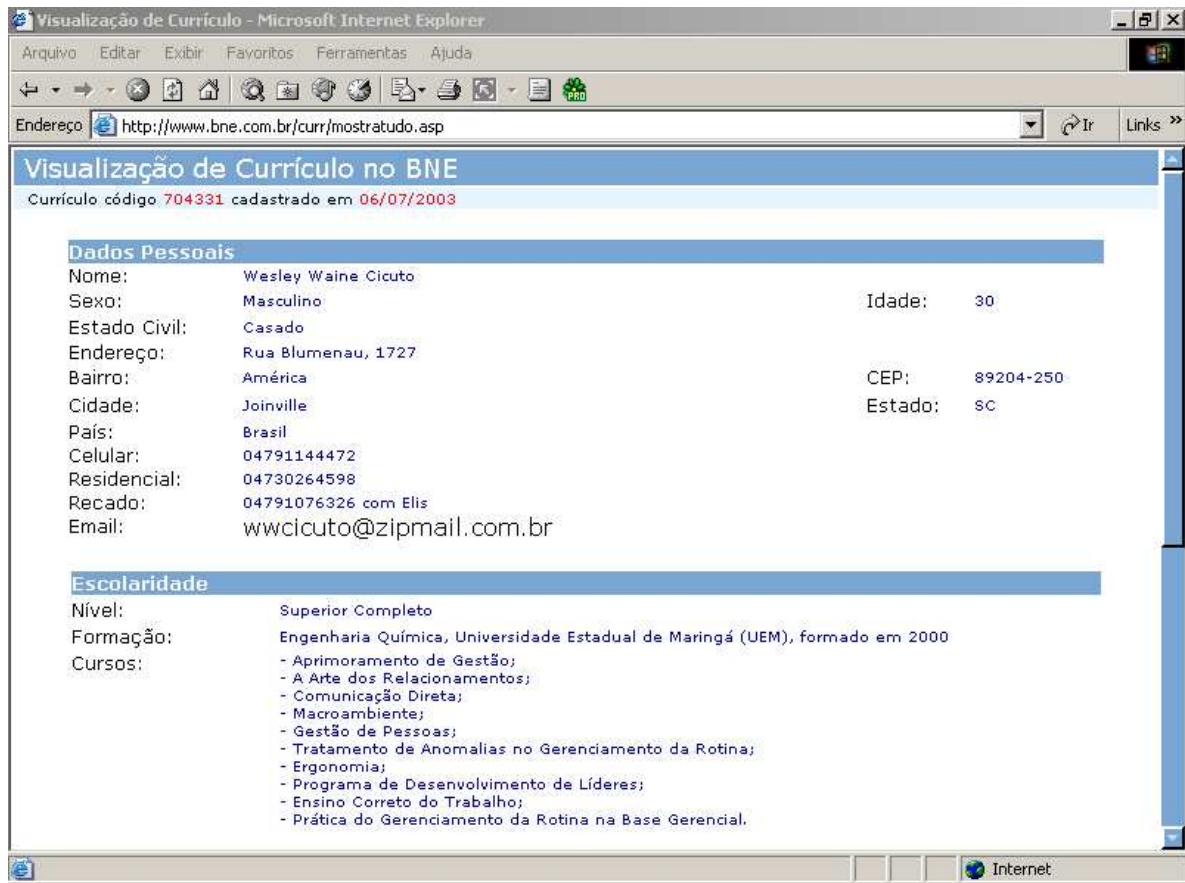 Visualização de Currículo - Microsoft Internet Explorer
Arquivo Editar Exibir Favoritos Ferramentas Ajuda
PRO
Endereço http://www.bne.com.br/curr/mostratudo.asp Ir Links »
Visualização de Currículo no BNE
Currículo código 704331 cadastrado em 06/07/2003
Dados Pessoais
Nome: Wesley Waine Cicuto
Sexo: Masculino Idade: 30
Estado Civil: Casado
Endereço: Rua Blumenau, 1727
Bairro: América CEP: 89204-250
Cidade: Joinville Estado: SC
País: Brasil
Celular: 04791144472
Residencial: 04730264598
Recado: 04791076326 com Elis
Email: wwcicuto@zipmail.com.br
Escolaridade
Nível: Superior Completo
Formação: Engenharia Química, Universidade Estadual de Maringá (UEM), formado em 2000
Cursos: - Aprimoramento de Gestão;
- A Arte dos Relacionamentos;
- Comunicação Direta;
- Macroambiente;
- Gestão de Pessoas;
- Tratamento de Anomalias no Gerenciamento da Rotina;
- Ergonomia;
- Programa de Desenvolvimento de Líderes;
- Ensino Correto do Trabalho;
- Prática do Gerenciamento da Rotina na Base Gerencial.
Internet